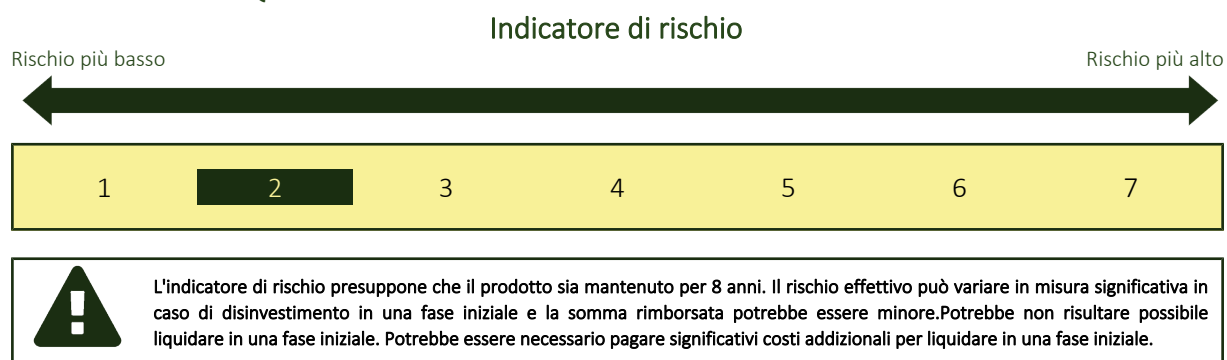 Indicatore di rischio
Rischio più basso
Rischio più alto
1 2 3 4 5 6 7
L'indicatore di rischio presuppone che il prodotto sia mantenuto per 8 anni. Il rischio effettivo può variare in misura significativa in
caso di disinvestimento in una fase iniziale e la somma rimborsata potrebbe essere minore.Potrebbe non risultare possibile
liquidare in una fase iniziale. Potrebbe essere necessario pagare significativi costi addizionali per liquidare in una fase iniziale.